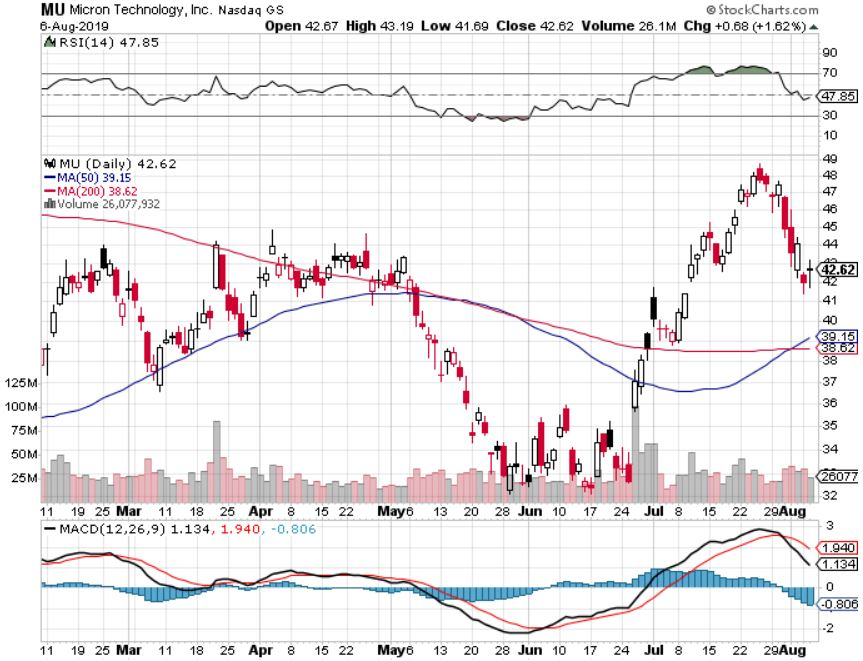 MU Micron Technology, Inc. Nasdaq GS © StockCharts.com
6-Aug-2019 Open 42.67 High 43.19 Low 41.69 Close 42.62 Volume 26.1M Chg +0.68 (+1.62%)
RSI(14) 47.85
90
70
47.85
30
10
MU (Daily) 42.62
MA(50) 39.15
MA(200) 38.62
Volume 26,077,932
49
48
47
46
45
44
42.62
42
41
40
39.15
38.62
38
37
36
35
34
26077
32
125M
100M
75M
50M
25M
11 19 25 Mar 11 18 25 Apr 8 15 22 May 6 13 20 28 Jun 10 17 24 Jul 8 15 22 29 Aug
MACD(12,26,9) 1.134, 1.940, -0.806
3
1.940
1.134
0
-0.806
-2
11 19 25 Mar 11 18 25 Apr 8 15 22 May 6 13 20 28 Jun 10 17 24 Jul 8 15 22 29 Aug